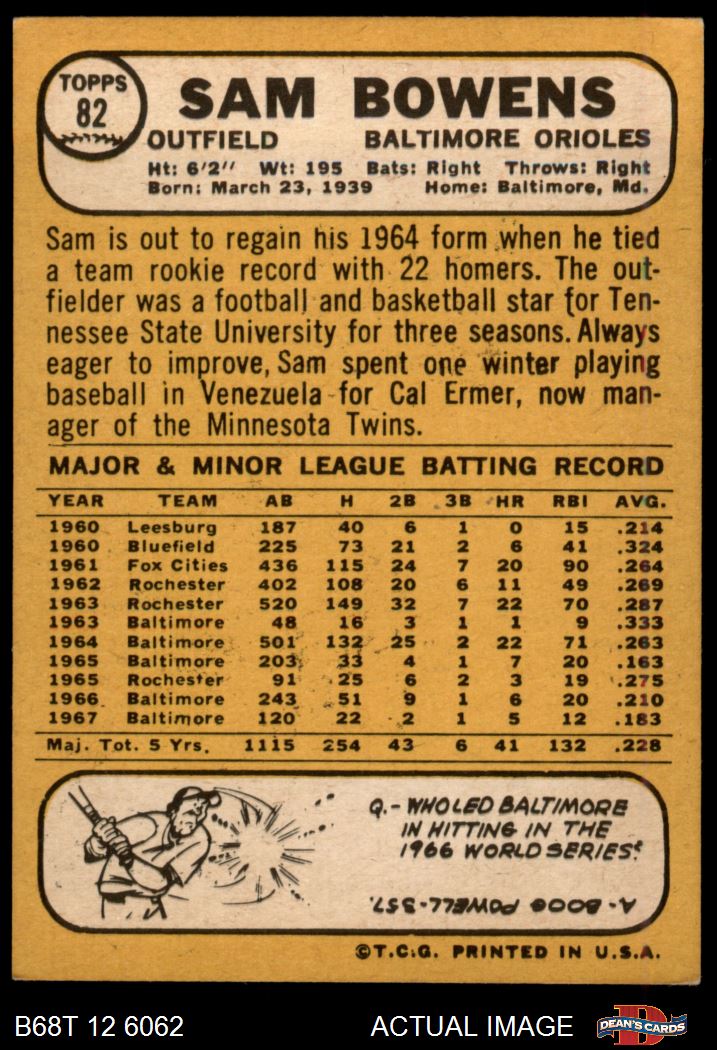 TOPPS
82
SAM BOWENS
OUTFIELD BALTIMORE ORIOLES
Ht: 6'2'' Wt: 195 Bats: Right Throws: Right
Born: March 23, 1939 Home: Baltimore, Md.
Sam is out to regain his 1964 form when he tied
a team rookie record with 22 homers. The out-
fielder was a football and basketball star for Ten-
nessee State University for three seasons. Always
eager to improve, Sam spent one winter playing
baseball in Venezuela for Cal Ermer, now man-
ager of the Minnesota Twins.
MAJOR & MINOR LEAGUE BATTING RECORD
YEAR TEAM AB H 2B 3B HR RBI AVG.
1960 Leesburg 187 40 6 1 0 15 .214
1960 Bluefield 225 73 21 2 6 41 .324
1961 Fox Cities 436 115 24 7 20 90 .264
1962 Rochester 402 108 20 6 11 49 .269
1963 Rochester 520 149 32 7 22 70 .287
1963 Baltimore 48 16 3 1 1 9 .333
1964 Baltimore 501 132 25 2 22 71 .263
1965 Baltimore 203 33 4 1 7 20 .163
1965 Rochester 91 25 6 2 3 19 .275
1966 Baltimore 243 51 9 1 6 20 .210
1967 Baltimore 120 22 2 1 5 12 .183
Maj. Tot. 5 Yrs. 1115 254 43 6 41 132 .228
Q.- WHO LED BALTIMORE
IN HITTING IN THE
1966 WORLD SERIES?
A- BOOG POWELL-.357.
©T.C.G. PRINTED IN U.S.A.
B68T 12 6062 ACTUAL IMAGE DEAN'S CARDS